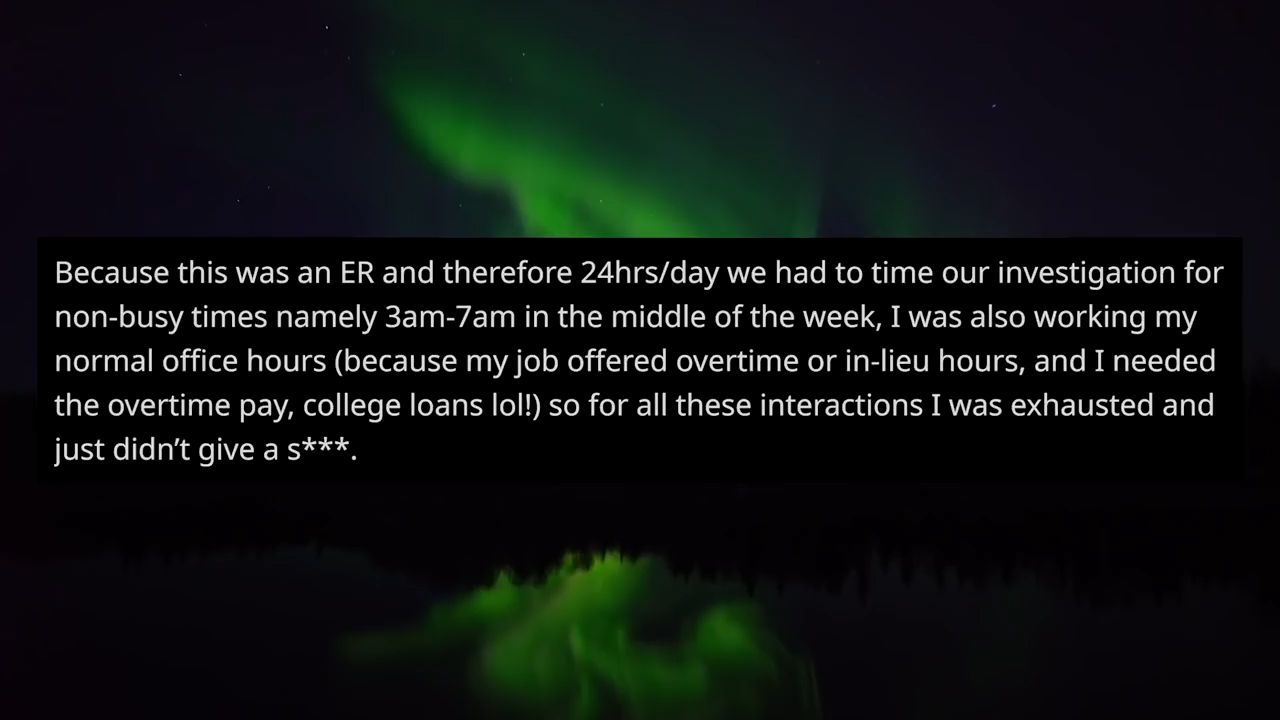 Because this was an ER and therefore 24hrs/day we had to time our investigation for
non-busy times namely 3am-7am in the middle of the week, I was also working my
normal office hours (because my job offered overtime or in-lieu hours, and I needed
the overtime pay, college loans lol!) so for all these interactions I was exhausted and
just didn’t give a s***.